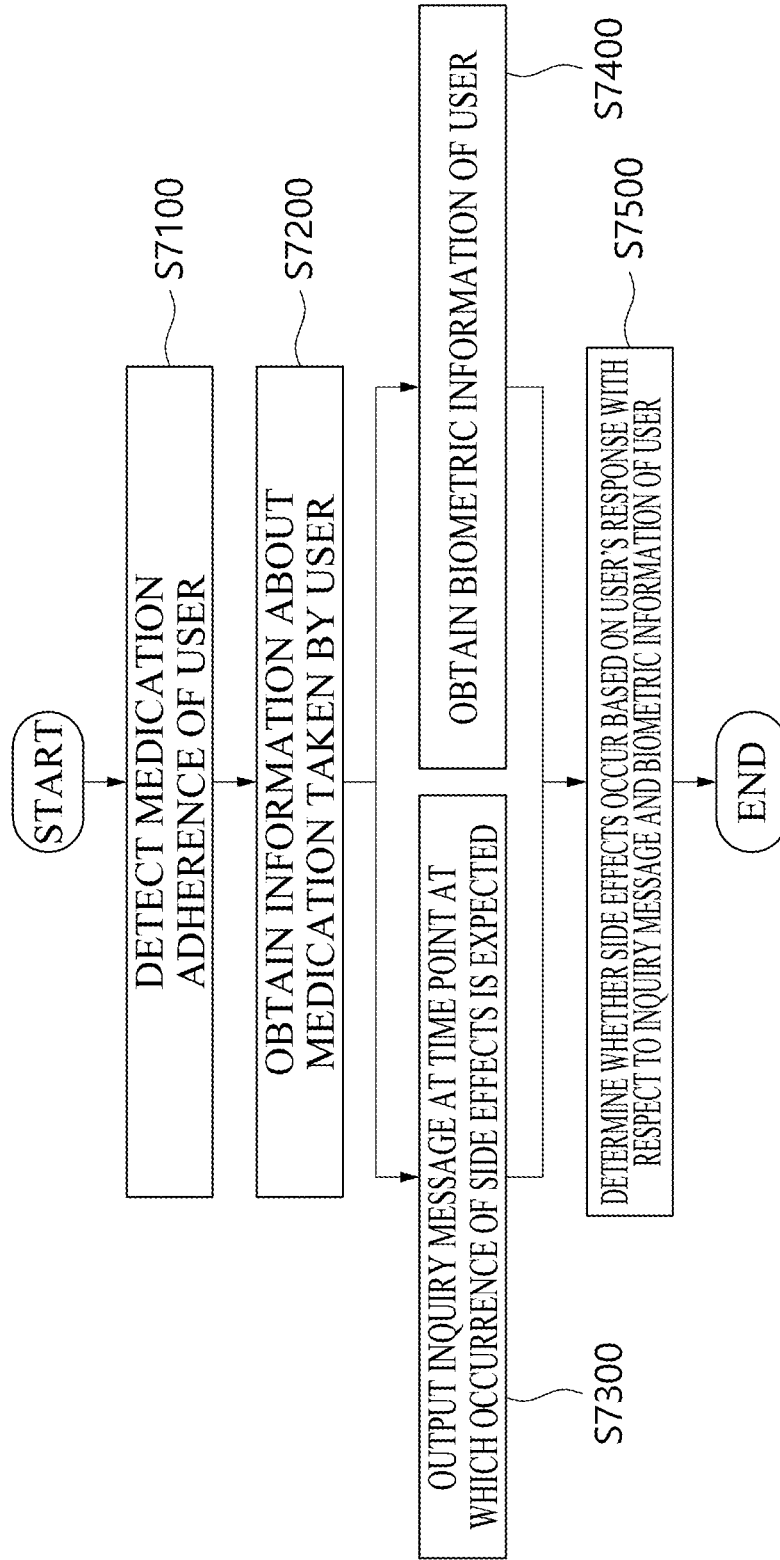 START
DETECT MEDICATION
ADHERENCE OF USER
S7100
OBTAIN INFORMATION ABOUT
MEDICATION TAKEN BY USER
S7200
OUTPUT INQUIRY MESSAGE AT TIME POINT AT
WHICH OCCURRENCE OF SIDE EFFECTS IS EXPECTED
S7300
OBTAIN BIOMETRIC INFORMATION OF USER
S7400
DETERMINE WHETHER SIDE EFFECTS OCCUR BASED ON USER'S RESPONSE WITH
RESPECT TO INQUIRY MESSAGE AND BIOMETRIC INFORMATION OF USER
S7500
END